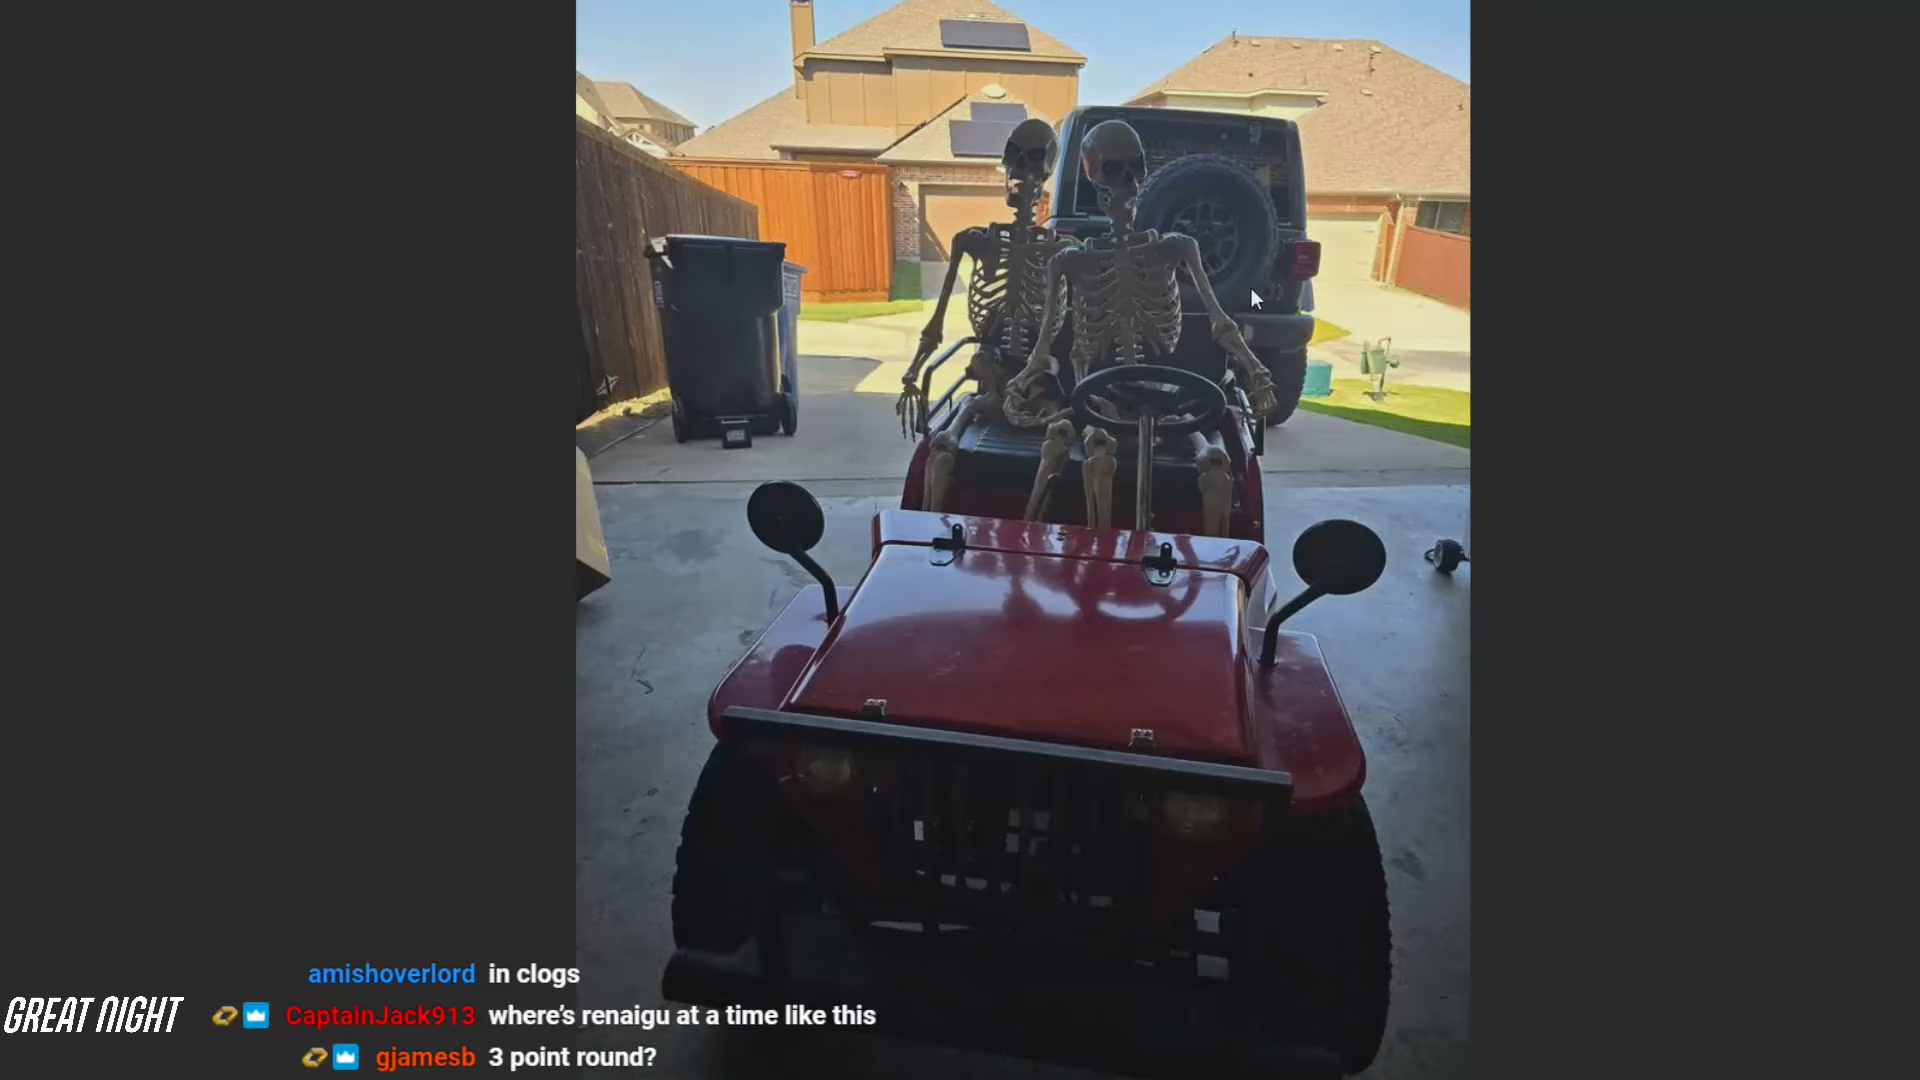 amishoverlord in clogs
GREAT NIGHT
CaptainJack913 where's renaigu at a time like this
gjamesb 3 point round?